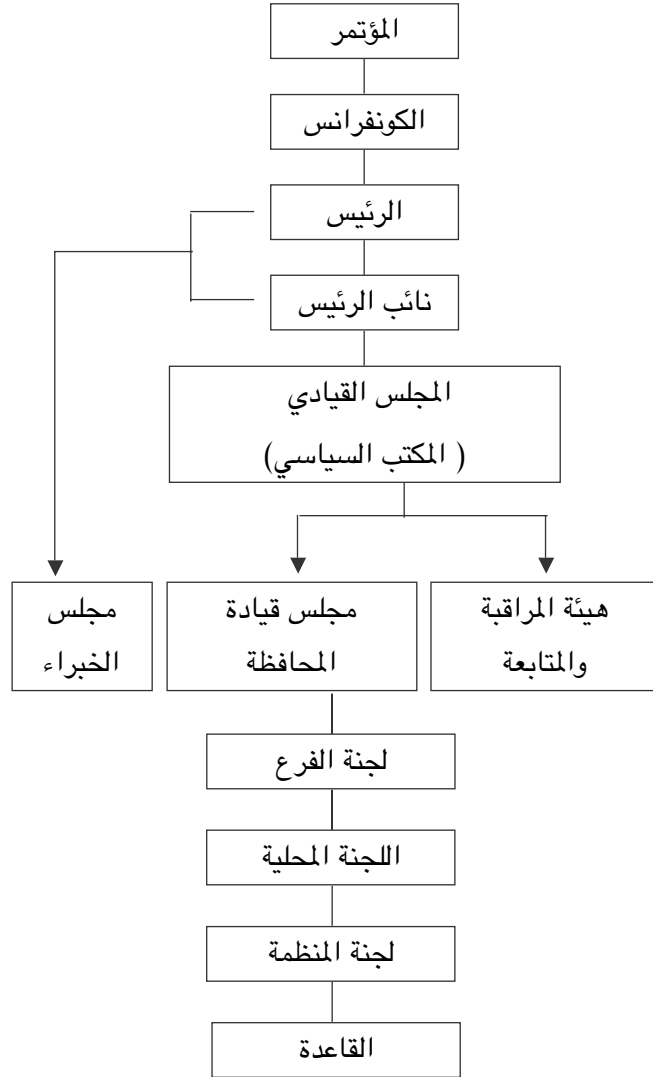 المؤتمر
الكونفرانس
الرئيس
نائب الرئيس
المجلس القيادي
( المكتب السياسي)
هيئة المراقبة
والمتابعة
مجلس قيادة
المحافظة
مجلس
الخبراء
لجنة الفرع
اللجنة المحلية
لجنة المنظمة
القاعدة